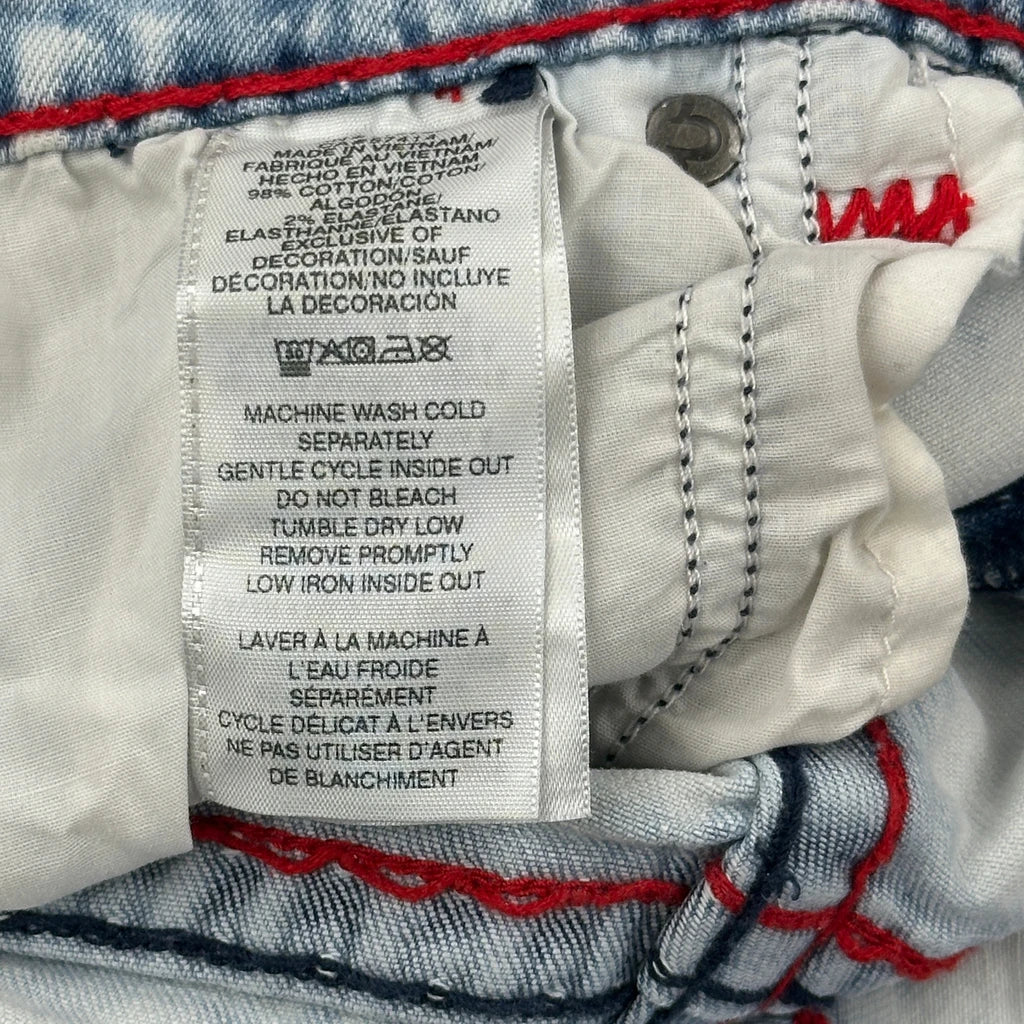 MADE IN VIETNAM/
FABRIQUE AU VIETNAM/
HECHO EN VIETNAM
98% COTTON/COTON/
ALGODON
2% ELASTANE/
ELASTHANNE/ELASTANO
EXCLUSIVE OF
DECORATION/SAUF
DÉCORATION/NO INCLUYE
LA DECORACIÓN
30
MACHINE WASH COLD
SEPARATELY
GENTLE CYCLE INSIDE OUT
DO NOT BLEACH
TUMBLE DRY LOW
REMOVE PROMPTLY
LOW IRON INSIDE OUT
LAVER À LA MACHINE À
L'EAU FROIDE
SÉPARÉMENT
CYCLE DÉLICAT À L'ENVERS
NE PAS UTILISER D'AGENT
DE BLANCHIMENT